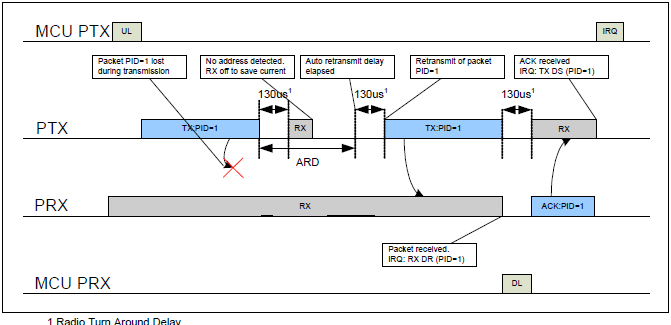 MCU PTX
UL
IRQ
Packet PID=1 lost
during transmission
No address detected.
RX off to save current
Auto retransmit delay
elapsed
Retransmit of packet
PID=1
ACK received
IRQ: TX DS (PID=1)
130us1
130us1
130us1
PTX
TX:PID=1
RX
TX:PID=1
RX
ARD
PRX
RX
ACK:PID=1
Packet received.
IRQ: RX DR (PID=1)
MCU PRX
DL
1 Radio Turn Around Delay